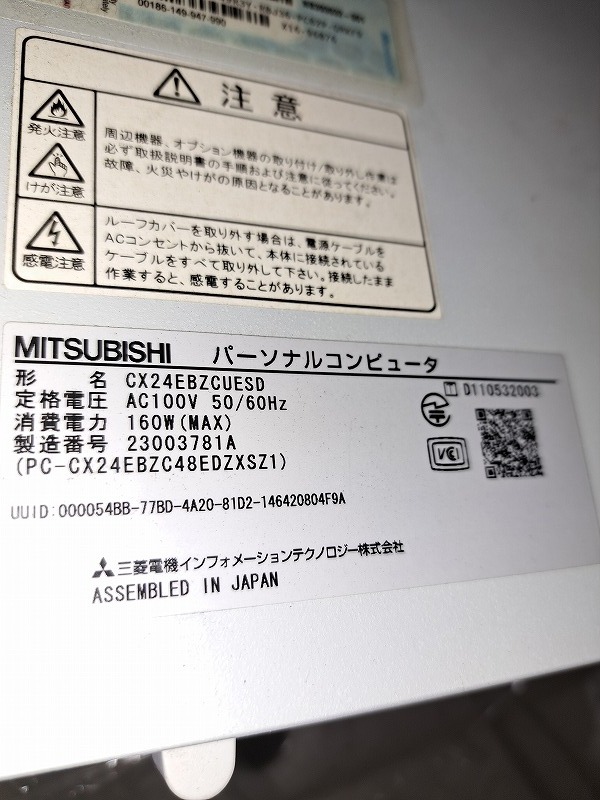 00186-149-947-090
注意
発火注意
けが注意
周辺機器、オプション機器の取り付け/取り外し作業は
必ず取扱説明書の手順および注意に従ってください。
故障、火災やけがの原因となることがあります。
感電注意
ルーフカバーを取り外す場合は、電源ケーブルを
ACコンセントから抜いて、本体に接続されている
ケーブルをすべて取り外して下さい。接続したまま
作業すると、感電することがあります。
MITSUBISHI パーソナルコンピュータ
形名 CX24EBZCUESD
定格電圧 AC100V 50/60Hz
消費電力 160W(MAX)
製造番号 23003781A
(PC-CX24EBZC48EDZXSZ1)
T D110532003
VCI
UUID:000054BB-77BD-4A20-81D2-146420804F9A
三菱電機インフォメーションテクノロジー株式会社
ASSEMBLED IN JAPAN